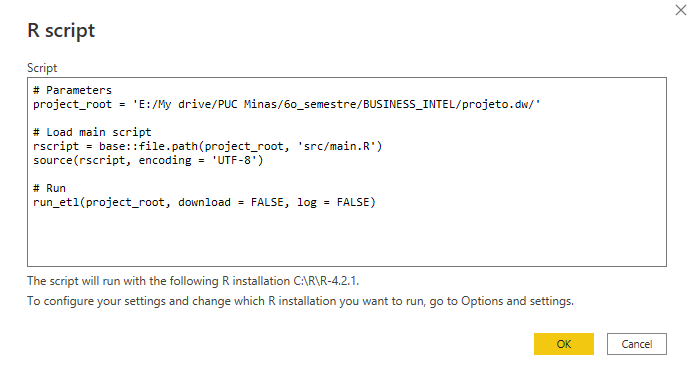 R script
Script
# Parameters
project_root = 'E:/My drive/PUC Minas/6o_semestre/BUSINESS_INTEL/projeto.dw/'
# Load main script
rscript = base::file.path(project_root, 'src/main.R')
source(rscript, encoding = 'UTF-8')
# Run
run_etl(project_root, download = FALSE, log = FALSE)
The script will run with the following R installation C:\R\R-4.2.1.
To configure your settings and change which R installation you want to run, go to Options and settings.
OK
Cancel